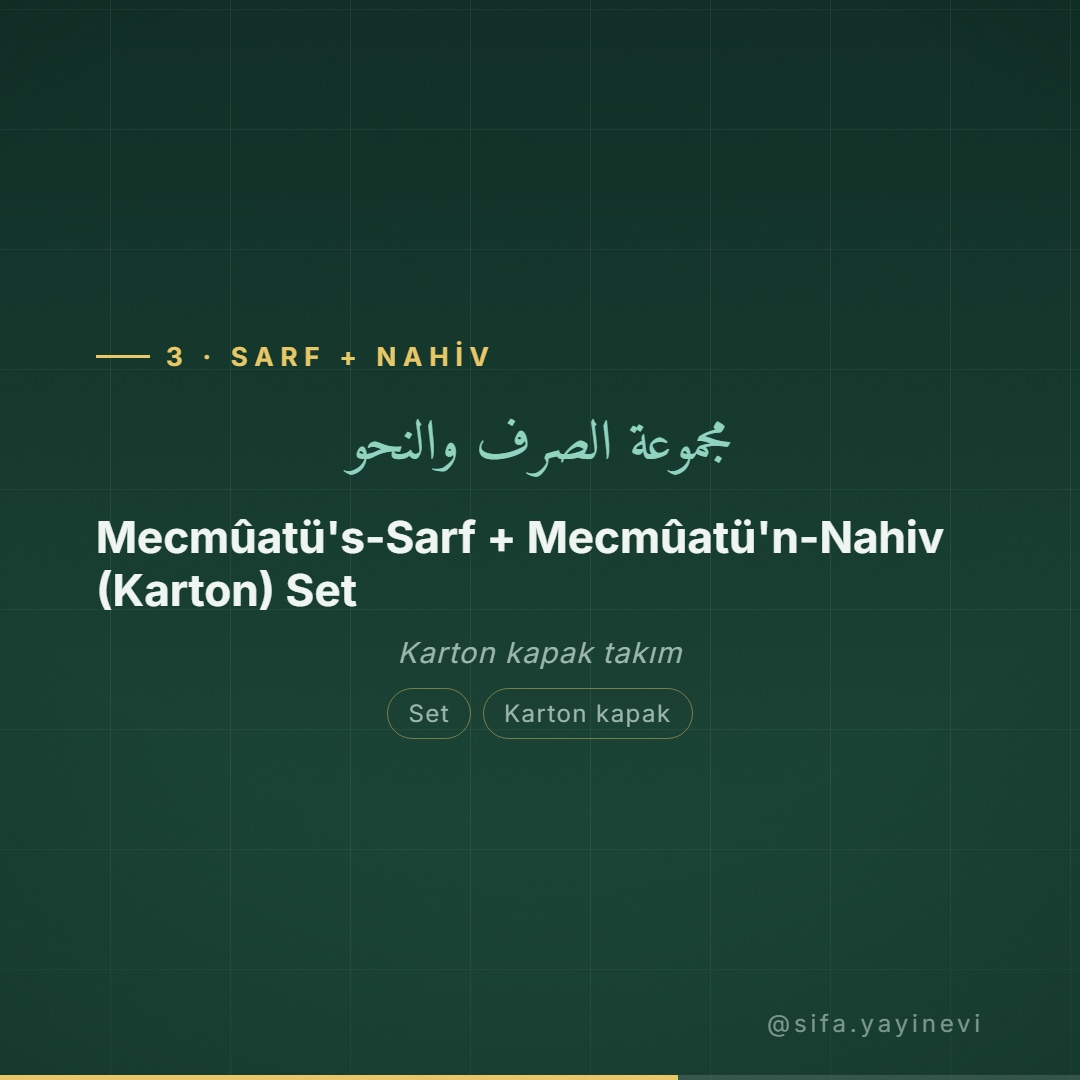 3 · SARF + NAHİV
مجموعة الصرف والنحو
Mecmûatü's-Sarf + Mecmûatü'n-Nahiv
(Karton) Set
Karton kapak takım
Set
Karton kapak
@sifa.yayinevi